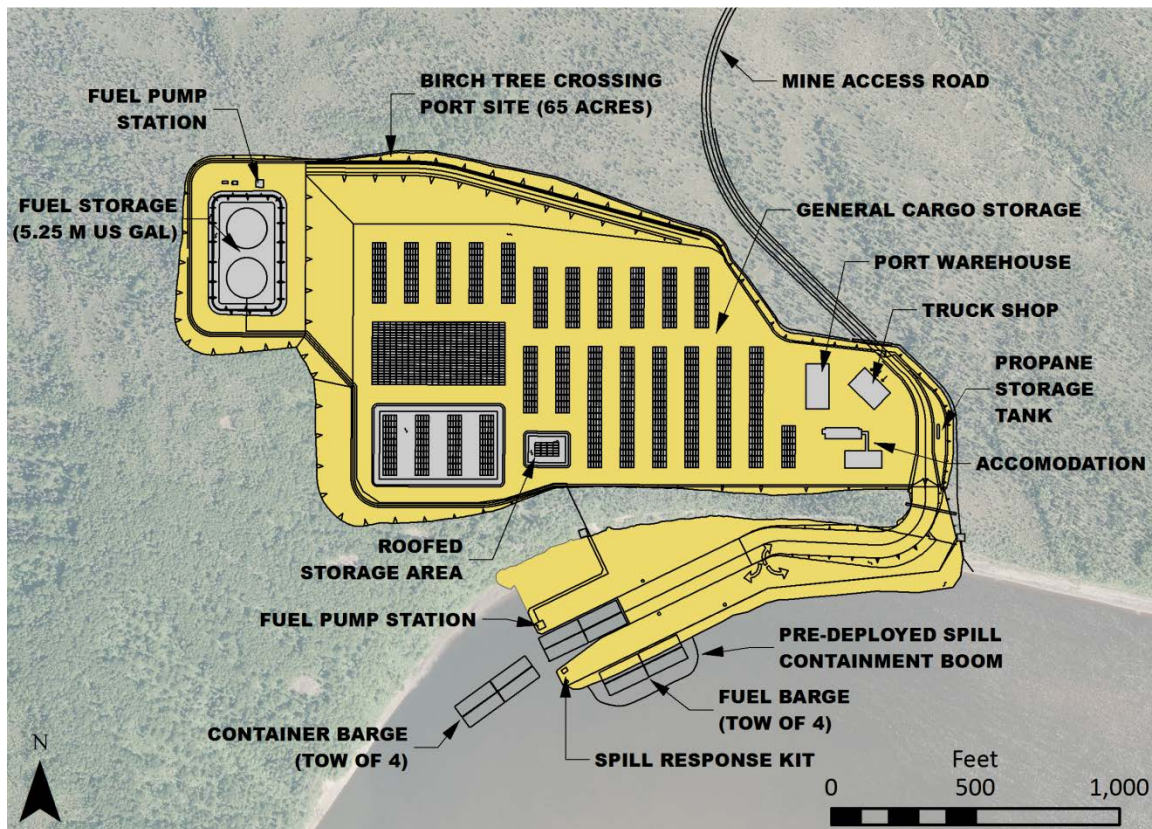 BIRCH TREE CROSSING
PORT SITE (65 ACRES)
MINE ACCESS ROAD
FUEL PUMP
STATION
FUEL STORAGE
(5.25 M US GAL)
GENERAL CARGO STORAGE
PORT WAREHOUSE
TRUCK SHOP
PROPANE
STORAGE
TANK
ACCOMODATION
ROOFED
STORAGE AREA
FUEL PUMP STATION
PRE-DEPLOYED SPILL
CONTAINMENT BOOM
FUEL BARGE
(TOW OF 4)
CONTAINER BARGE
(TOW OF 4)
SPILL RESPONSE KIT
N
Feet
0 500 1,000